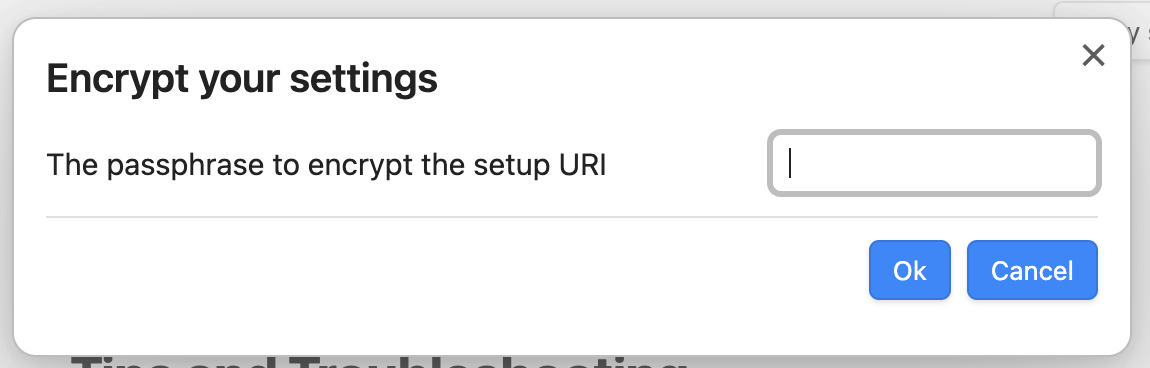 Encrypt your settings
The passphrase to encrypt the setup URI
Ok
Cancel
Tips and Troubleshooting